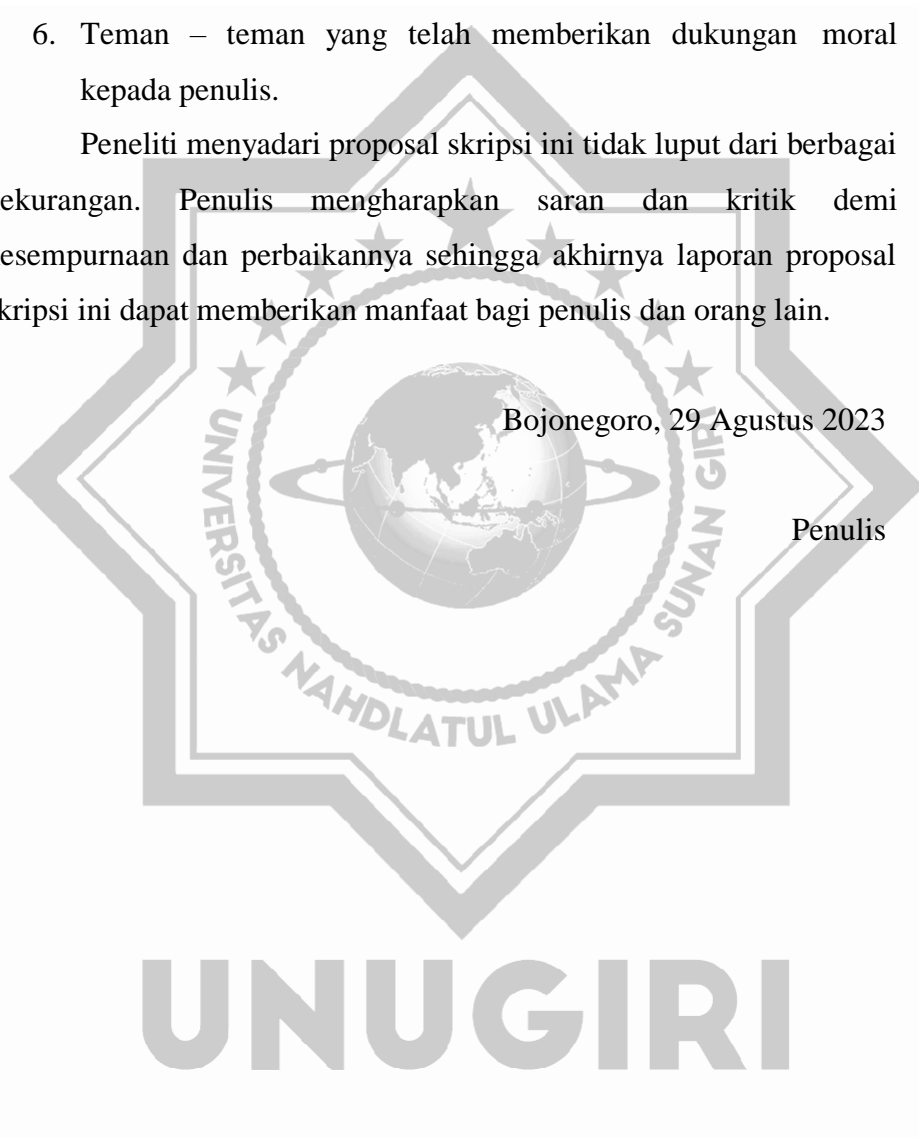 6. Teman – teman yang telah memberikan dukungan moral
kepada penulis.
Peneliti menyadari proposal skripsi ini tidak luput dari berbagai
ekurangan. Penulis mengharapkan saran dan kritik demi
esempurnaan dan perbaikannya sehingga akhirnya laporan proposal
kripsi ini dapat memberikan manfaat bagi penulis dan orang lain.
Bojonegoro, 29 Agustus 2023
Penulis
UNIVERSITAS NAHDLATUL ULAMA SUNAN GIRI
UNUGIRI